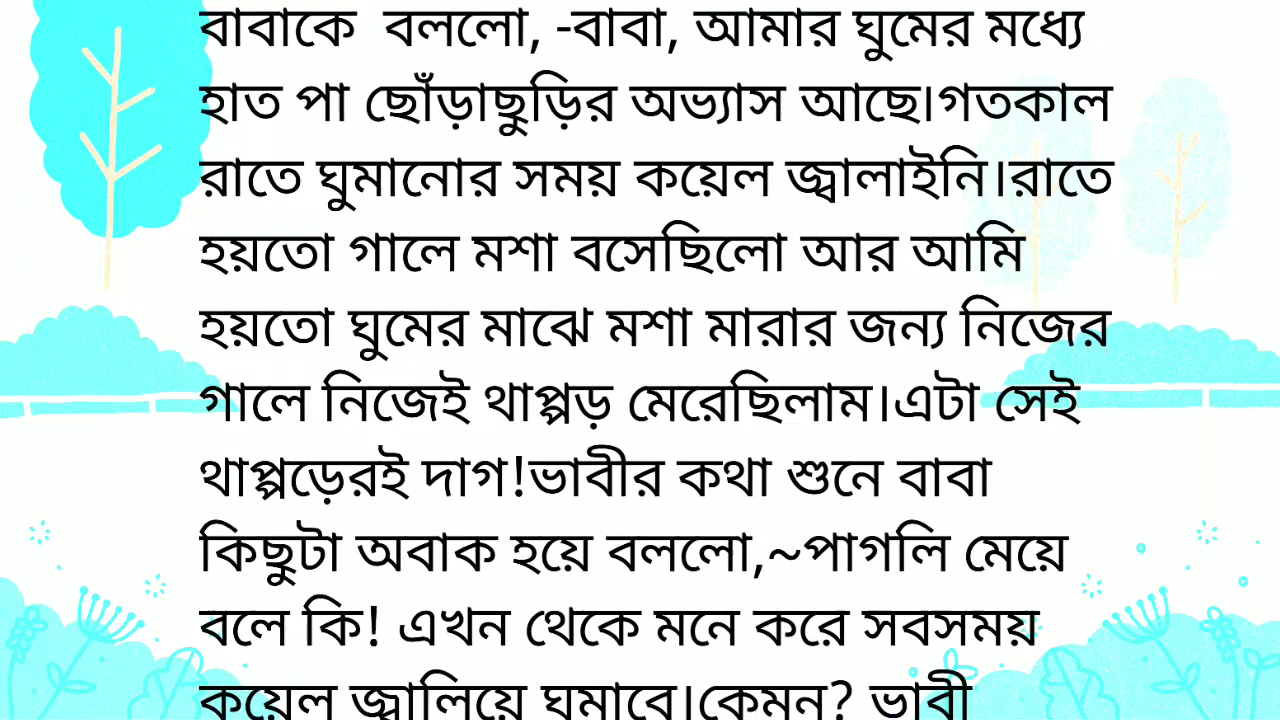 বাবাকে বললো, -বাবা, আমার ঘুমের মধ্যে
হাত পা ছোঁড়াছুড়ির অভ্যাস আছে।গতকাল
রাতে ঘুমানোর সময় কয়েল জ্বালাইনি।রাতে
হয়তো গালে মশা বসেছিলো আর আমি
হয়তো ঘুমের মাঝে মশা মারার জন্য নিজের
গালে নিজেই থাপ্পড় মেরেছিলাম।এটা সেই
থাপ্পড়েরই দাগ!ভাবীর কথা শুনে বাবা
কিছুটা অবাক হয়ে বললো,~পাগলি মেয়ে
বলে কি! এখন থেকে মনে করে সবসময়
কয়েল জ্বালিয়ে ঘুমাবে।কেমন? ভাবী